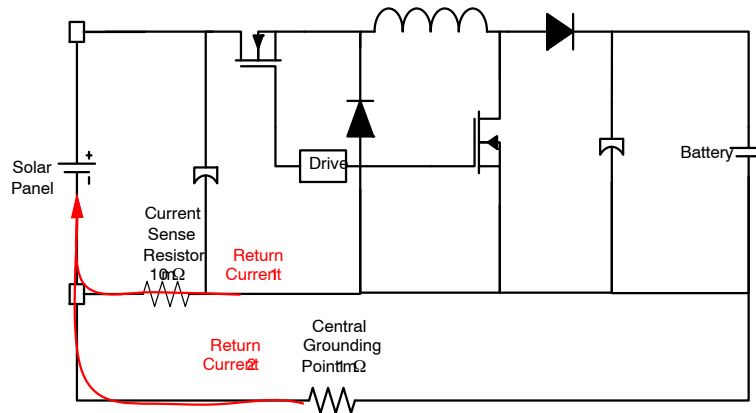 Solar
Panel
+
-
Current
Sense
Resistor
10mΩ
Return
Current1
Drive
Battery
Return
Current2
Central
Grounding
Point1mΩ